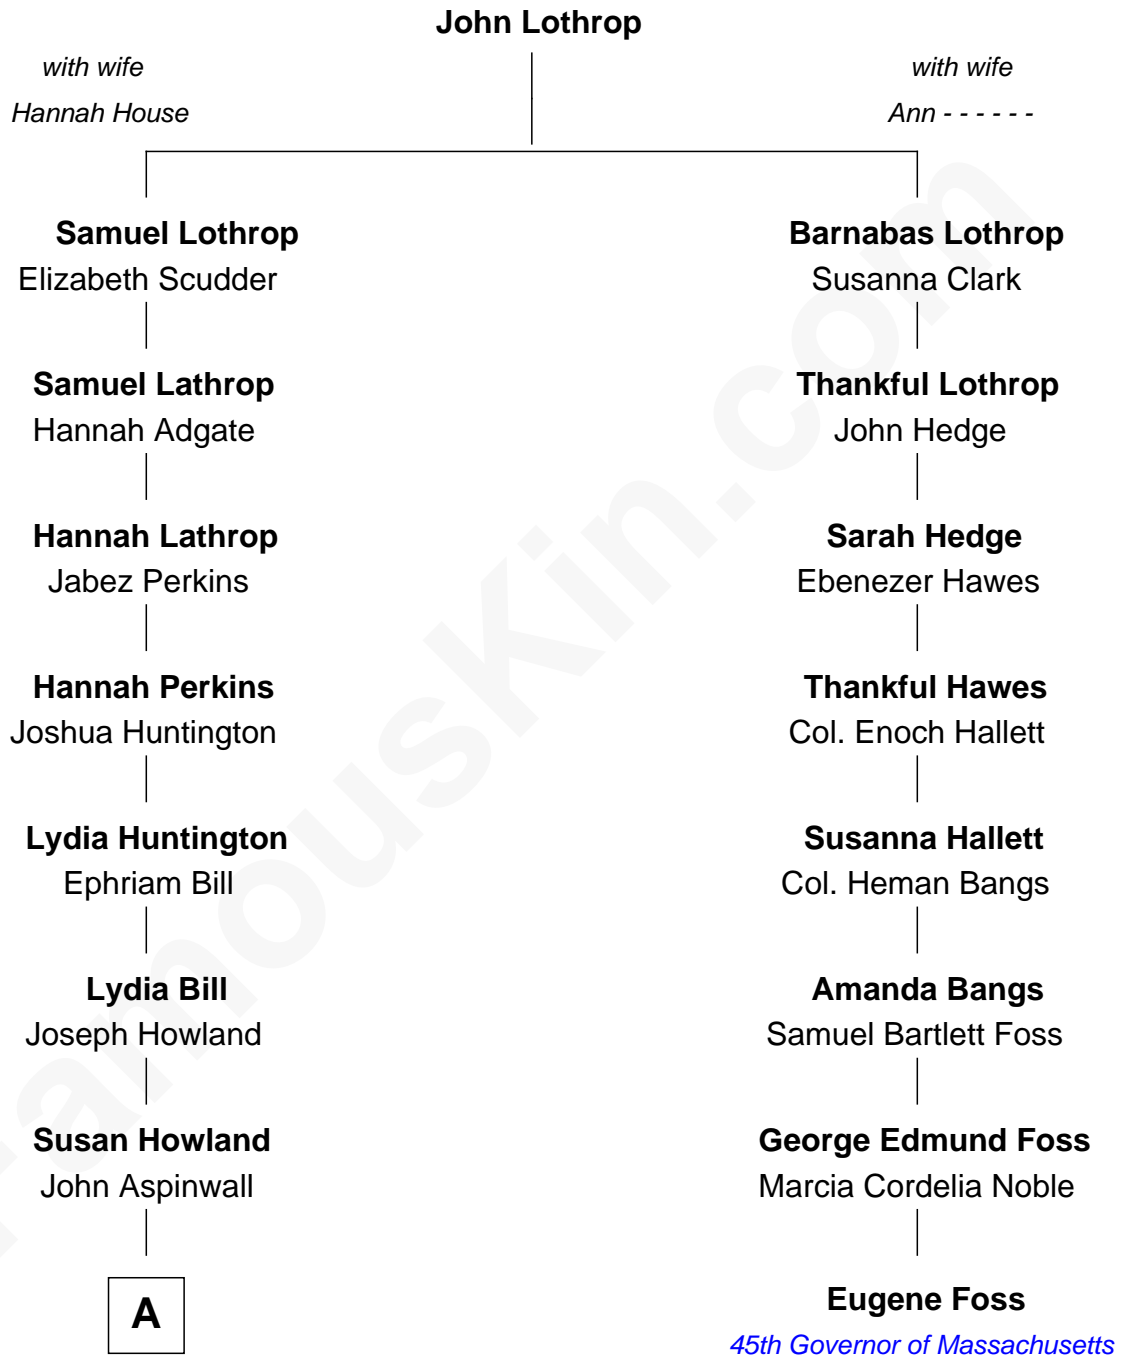 John Lothrop
with wife
Hannah House
with wife
Ann - - - - - -
Samuel Lothrop
Elizabeth Scudder
Barnabas Lothrop
Susanna Clark
Samuel Lathrop
Hannah Adgate
Thankful Lothrop
John Hedge
Hannah Lathrop
Jabez Perkins
Sarah Hedge
Ebenezer Hawes
Hannah Perkins
Joshua Huntington
Thankful Hawes
Col. Enoch Hallett
Lydia Huntington
Ephriam Bill
Susanna Hallett
Col. Heman Bangs
Lydia Bill
Joseph Howland
Amanda Bangs
Samuel Bartlett Foss
Susan Howland
John Aspinwall
George Edmund Foss
Marcia Cordelia Noble
A
Eugene Foss
45th Governor of Massachusetts
FamousKin.com